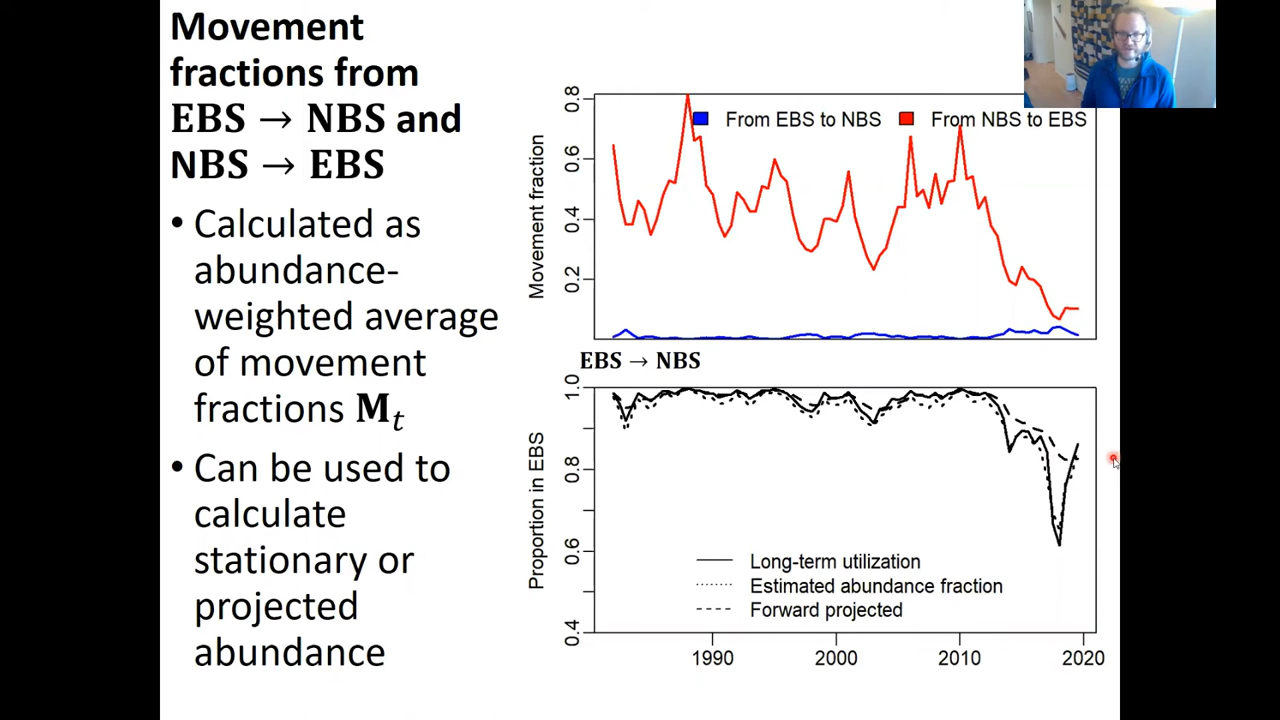 Movement
fractions from
EBS → NBS and
NBS → EBS
• Calculated as
abundance-
weighted average
of movement
fractions Mₜ
• Can be used to
calculate
stationary or
projected
abundance
Movement fraction
0.8
0.6
0.4
0.2
From EBS to NBS
From NBS to EBS
EBS → NBS
Proportion in EBS
1.0
0.8
0.6
0.4
Long-term utilization
Estimated abundance fraction
Forward projected
1990 2000 2010 2020